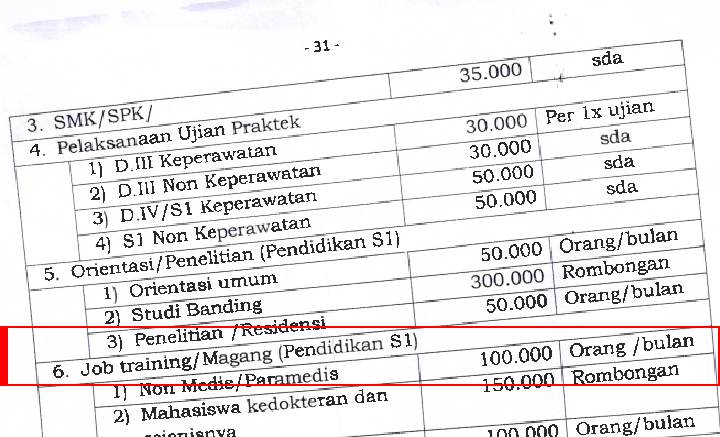 - 31 -
3. SMK/SPK/ 35.000 sda
4. Pelaksanaan Ujian Praktek
1) D.III Keperawatan 30.000 Per 1x ujian
2) D.III Non Keperawatan 30.000 sda
3) D.IV/S1 Keperawatan 50.000 sda
4) S1 Non Keperawatan 50.000 sda
5. Orientasi/Penelitian (Pendidikan S1)
1) Orientasi umum 50.000 Orang/bulan
2) Studi Banding 300.000 Rombongan
3) Penelitian /Residensi 50.000 Orang/bulan
6. Job training/Magang (Pendidikan S1)
1) Non Medis/Paramedis 100.000 Orang /bulan
2) Mahasiswa kedokteran dan 150.000 Rombongan
100.000 Orang/bulan